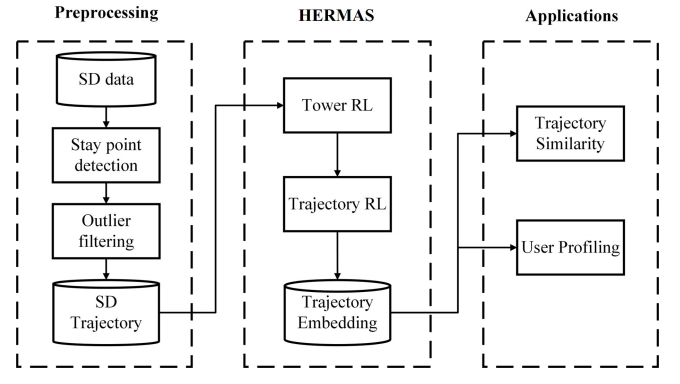 Preprocessing
SD data
Stay point
detection
Outlier
filtering
SD
Trajectory
HERMAS
Tower RL
Trajectory RL
Trajectory
Embedding
Applications
Trajectory
Similarity
User Profiling